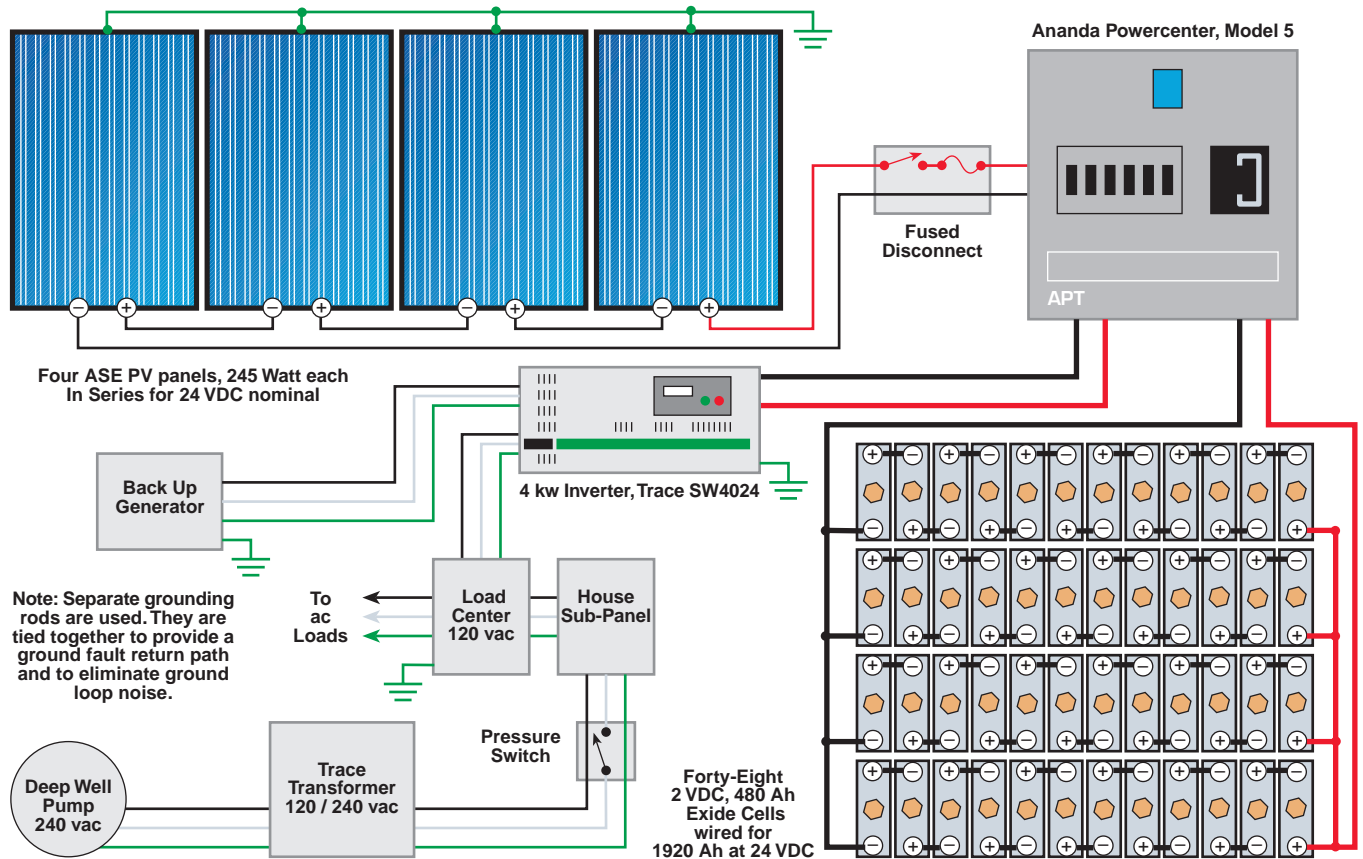 Ananda Powercenter, Model 5
Fused
Disconnect
APT
Four ASE PV panels, 245 Watt each
In Series for 24 VDC nominal
4 kw Inverter, Trace SW4024
Back Up
Generator
Note: Separate grounding
rods are used. They are
tied together to provide a
ground fault return path
and to eliminate ground
loop noise.
To
ac
Loads
Load
Center
120 vac
House
Sub-Panel
Pressure
Switch
Trace
Transformer
120 / 240 vac
Deep Well
Pump
240 vac
Forty-Eight
2 VDC, 480 Ah
Exide Cells
wired for
1920 Ah at 24 VDC